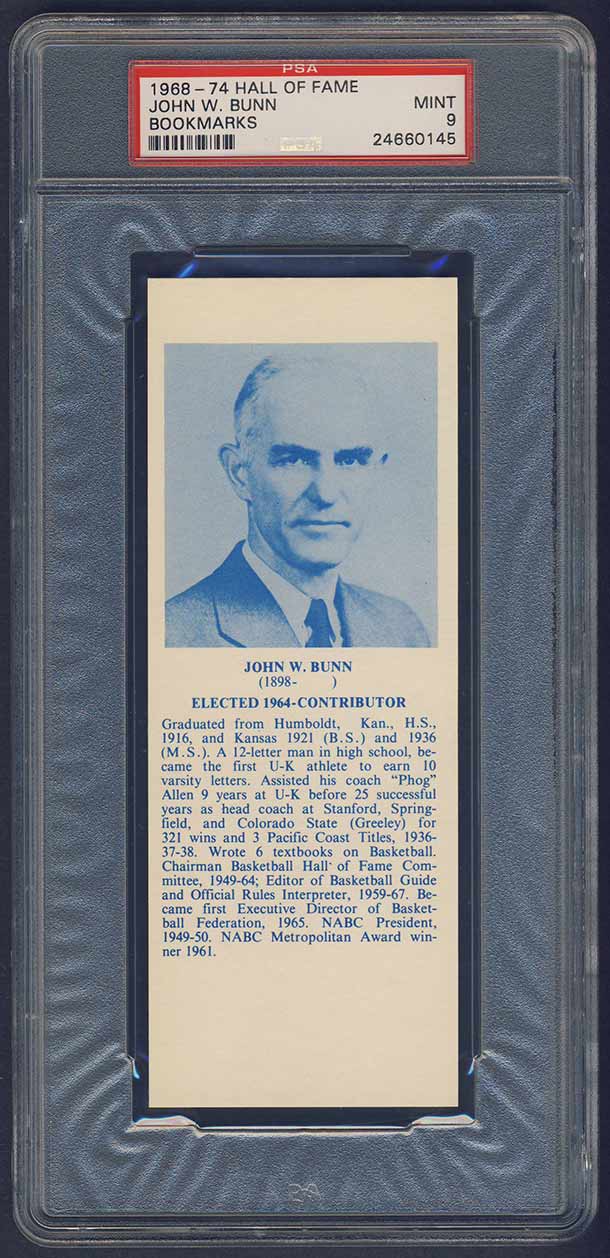 PSA
1968-74 HALL OF FAME
JOHN W. BUNN
MINT
BOOKMARKS
9
24660145
JOHN W. BUNN
(1898-      )
ELECTED 1964-CONTRIBUTOR
Graduated from Humboldt, Kan., H.S.,
1916, and Kansas 1921 (B.S.) and 1936
(M.S.). A 12-letter man in high school, be-
came the first U-K athlete to earn 10
varsity letters. Assisted his coach "Phog"
Allen 9 years at U-K before 25 successful
years as head coach at Stanford, Spring-
field, and Colorado State (Greeley) for
321 wins and 3 Pacific Coast Titles, 1936-
37-38. Wrote 6 textbooks on Basketball.
Chairman Basketball Hall of Fame Com-
mittee, 1949-64; Editor of Basketball Guide
and Official Rules Interpreter, 1959-67. Be-
came first Executive Director of Basket-
ball Federation, 1965. NABC President,
1949-50. NABC Metropolitan Award win-
ner 1961.